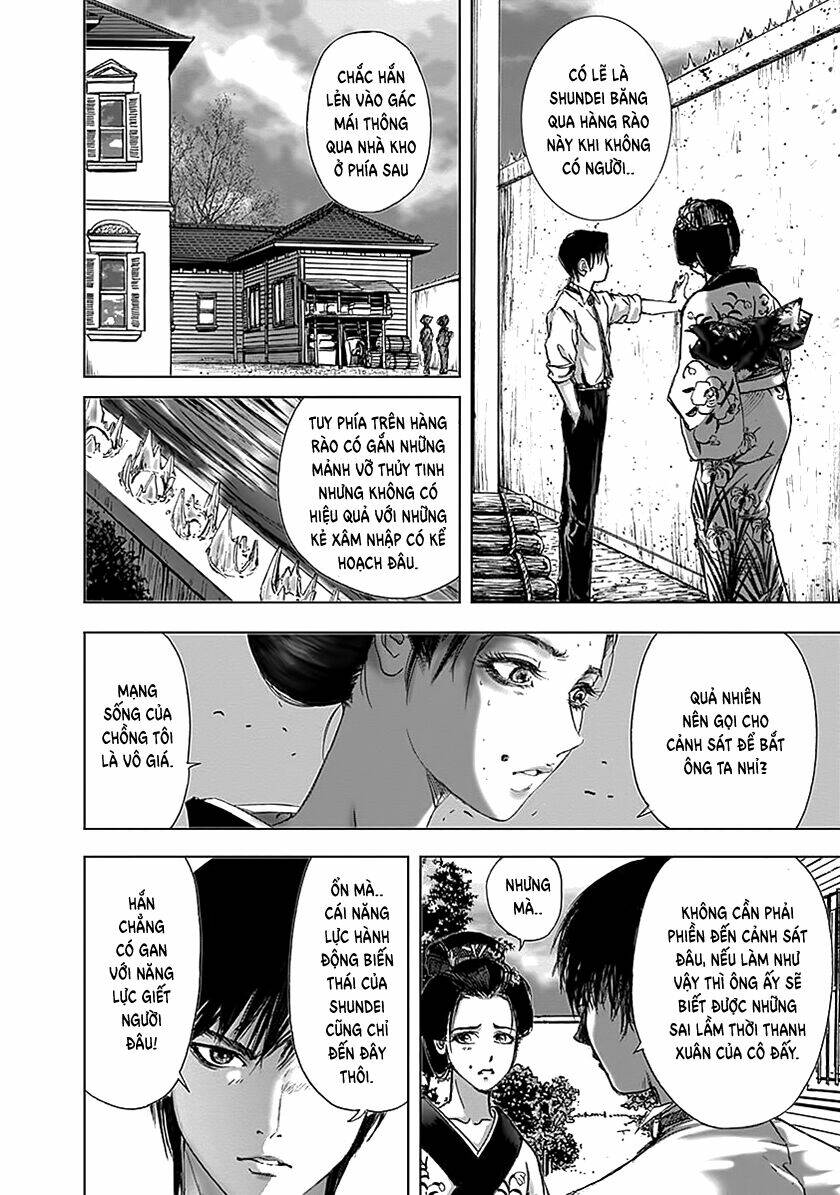 CÓ LẼ LÀ
SHUNDEI BĂNG
QUA HÀNG RÀO
NÀY KHI KHÔNG
CÓ NGƯỜI..
CHẮC HẲN
LẺN VÀO GÁC
MÁI THÔNG
QUA NHÀ KHO
Ở PHÍA SAU
TUY PHÍA TRÊN HÀNG
RÀO CÓ GẮN NHỮNG
MẢNH VỠ THỦY TINH
NHƯNG KHÔNG CÓ
HIỆU QUẢ VỚI NHỮNG
KẺ XÂM NHẬP CÓ KẾ
HOẠCH ĐÂU.
QUẢ NHIÊN
NÊN GỌI CHO
CẢNH SÁT ĐỂ BẮT
ÔNG TA NHỈ?
MẠNG
SỐNG CỦA
CHỒNG TÔI
LÀ VÔ GIÁ.
KHÔNG CẦN PHẢI
PHIỀN ĐẾN CẢNH SÁT
ĐÂU, NẾU LÀM NHƯ
VẬY THÌ ÔNG ẤY SẼ
BIẾT ĐƯỢC NHỮNG
SAI LẦM THỜI THANH
XUÂN CỦA CÔ ĐẤY.
NHƯNG
MÀ..
ỔN MÀ..
CÁI NĂNG
LỰC HÀNH
ĐỘNG BIẾN
THÁI CỦA
SHUNDEI
CŨNG CHỈ
ĐẾN ĐÂY
THÔI.
HẮN
CHẲNG
CÓ GAN
VỚI NĂNG
LỰC GIẾT
NGƯỜI
ĐÂU!